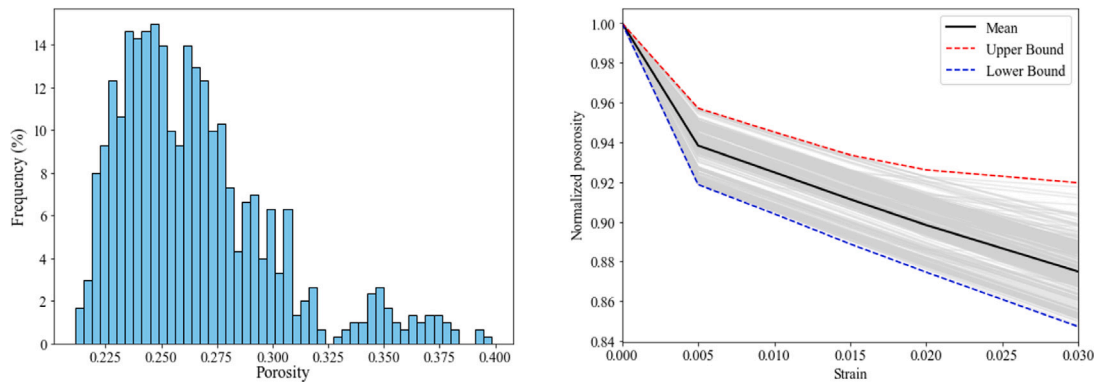 Frequency (%)
14
12
10
8
6
4
2
0
0.225 0.250 0.275 0.300 0.325 0.350 0.375 0.400
Porosity
Normalized posorosity
1.00
0.98
0.96
0.94
0.92
0.90
0.88
0.86
0.84
Mean
Upper Bound
Lower Bound
0.000 0.005 0.010 0.015 0.020 0.025 0.030
Strain